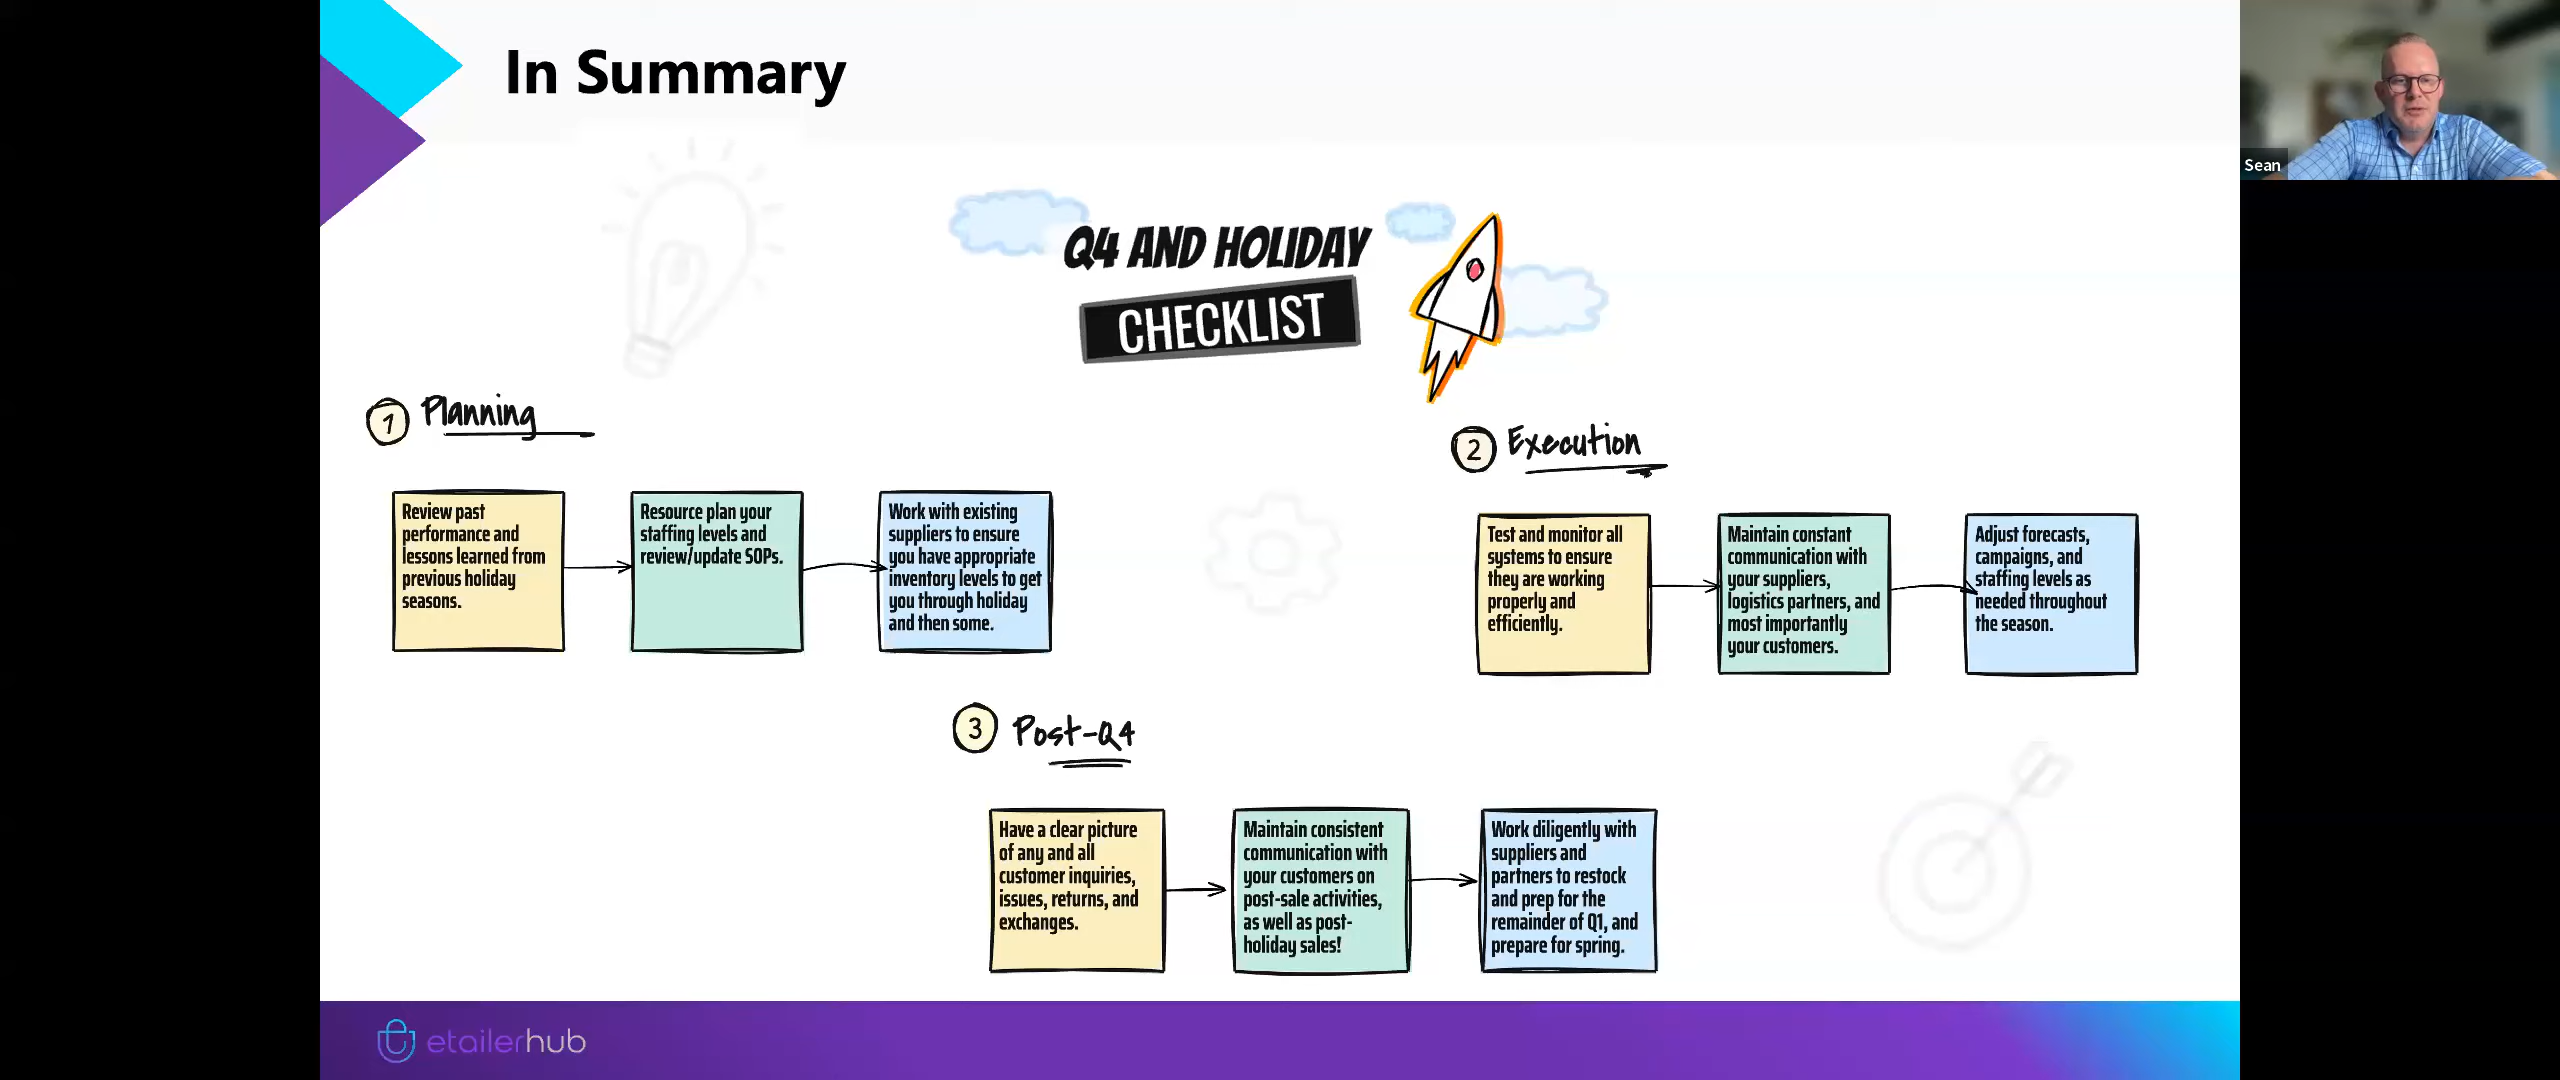 In Summary
Sean
Q4 AND HOLIDAY
CHECKLIST
1 Planning
Review past
performance and
lessons learned from
previous holiday
seasons.
Resource plan your
staffing levels and
review/update SOPs.
Work with existing
suppliers to ensure
you have appropriate
inventory levels to get
you through holiday
and then some.
2 Execution
Test and monitor all
systems to ensure
they are working
properly and
efficiently.
Maintain constant
communication with
your suppliers,
logistics partners, and
most importantly
your customers.
Adjust forecasts,
campaigns, and
staffing levels as
needed throughout
the season.
3 Post-Q4
Have a clear picture
of any and all
customer inquiries,
issues, returns, and
exchanges.
Maintain consistent
communication with
your customers on
post-sale activities,
as well as post-
holiday sales!
Work diligently with
suppliers and
partners to restock
and prep for the
remainder of Q1, and
prepare for spring.
etailerhub